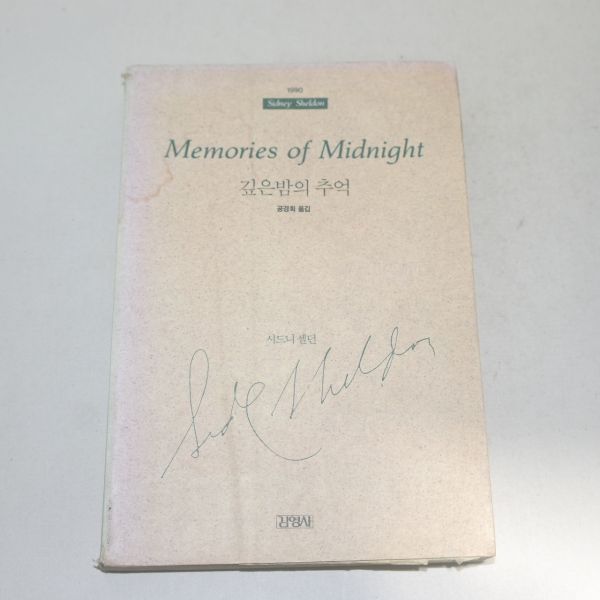 1990
Sidney Sheldon
Memories of Midnight
깊은밤의 추억
공경희 옮김
시드니 셀던
Sidney Sheldon
김영사